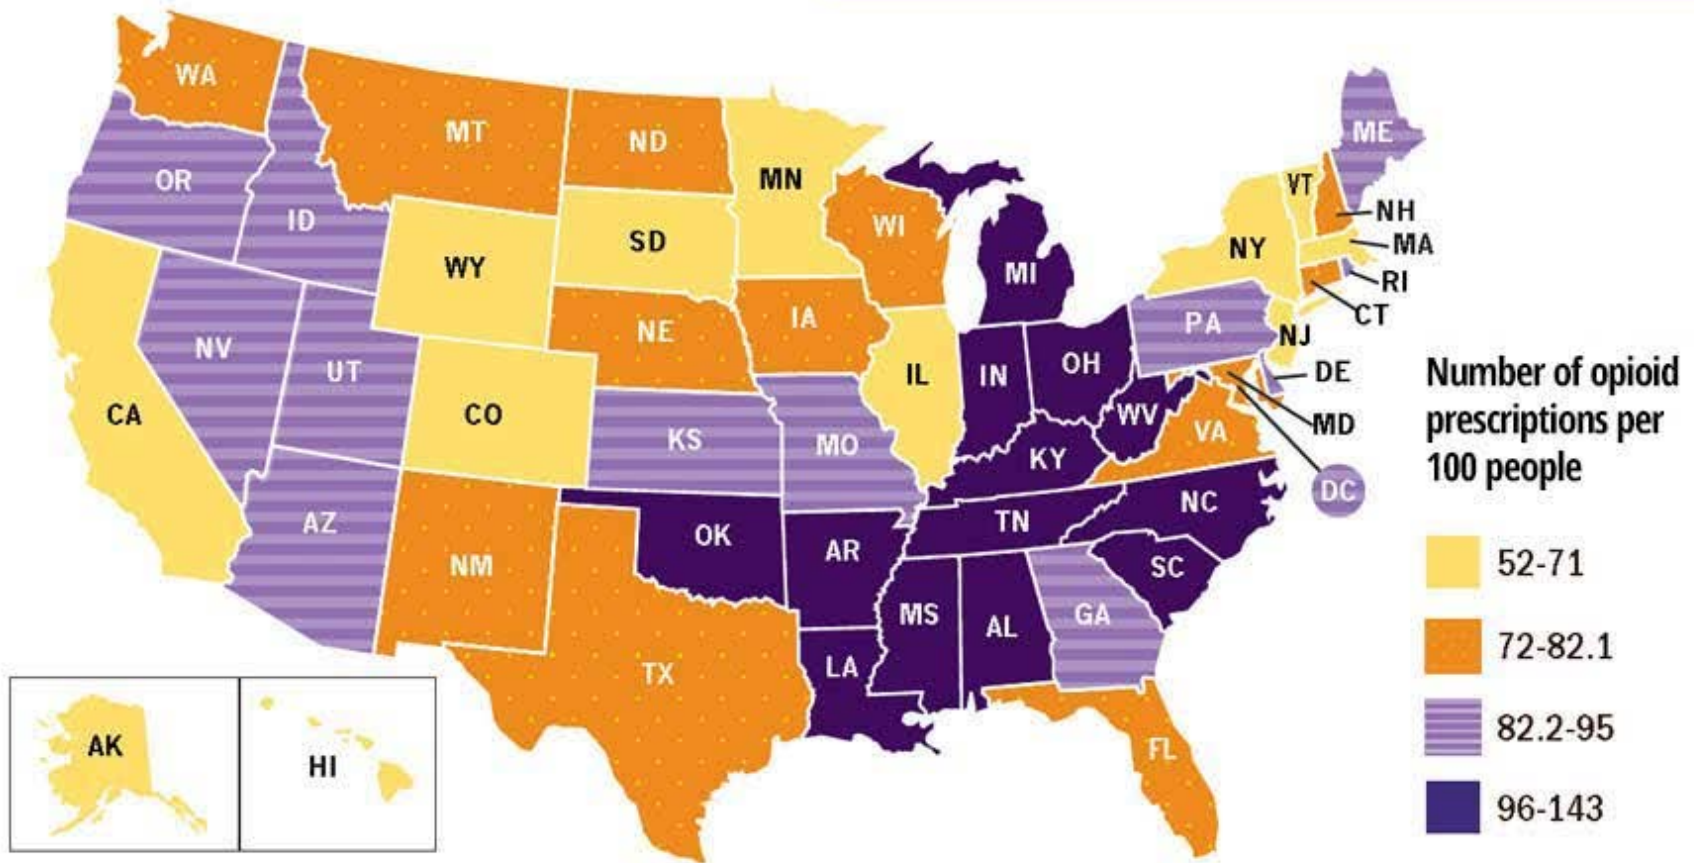 WA
MT
ND
MN
OR
ID
WY
SD
WI
MI
ME
VT
NH
NY
MA
RI
CT
NV
UT
CO
NE
IA
IL
IN
OH
PA
NJ
DE
MD
DC
CA
KS
MO
KY
WV
VA
AZ
NM
OK
AR
TN
NC
SC
MS
AL
GA
TX
LA
FL
AK
HI
Number of opioid
prescriptions per
100 people
52-71
72-82.1
82.2-95
96-143